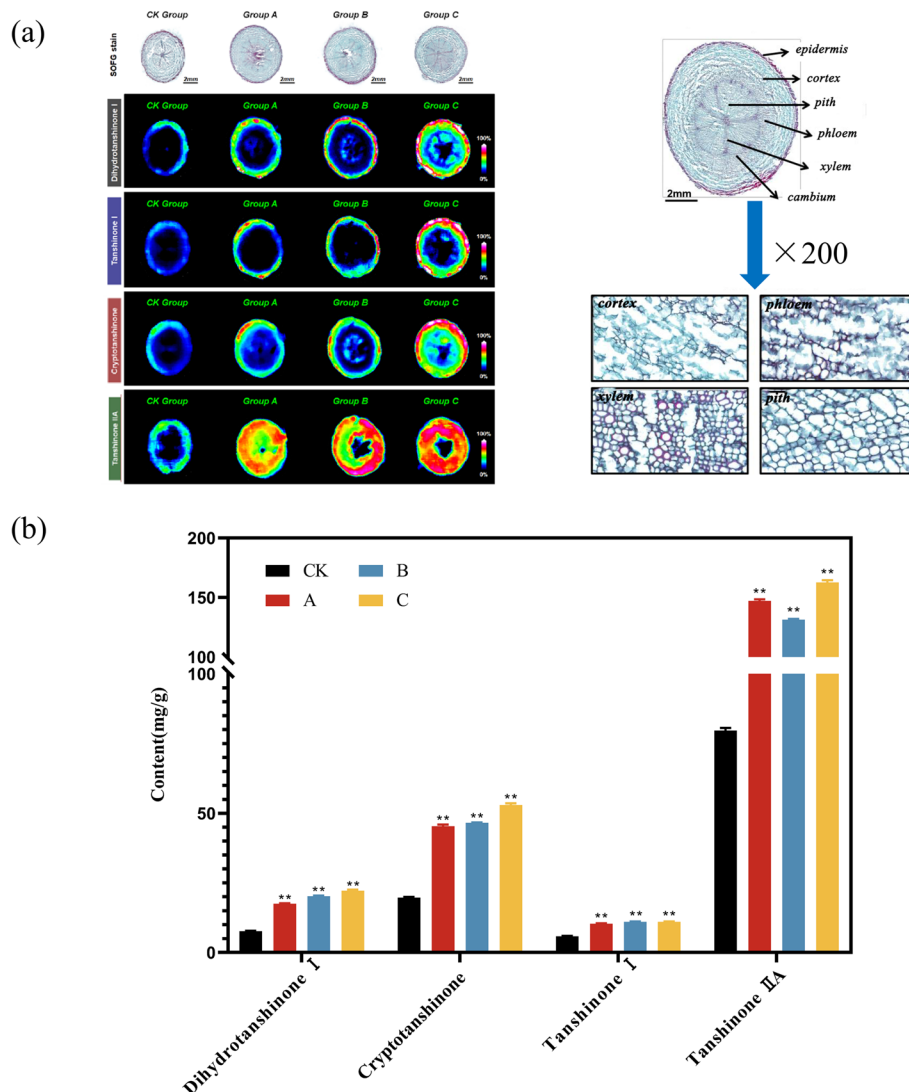 (a)
CK Group Group A Group B Group C
SOFG stain
2mm 2mm 2mm 2mm
Dihydrotanshinone I
CK Group Group A Group B Group C
100%
0%
Tanshinone I
CK Group Group A Group B Group C
100%
0%
Cryptotanshinone
CK Group Group A Group B Group C
100%
0%
Tanshinone IIA
CK Group Group A Group B Group C
100%
0%
epidermis
cortex
pith
phloem
xylem
cambium
2mm
×200
cortex
phloem
xylem
pith
(b)
Content(mg/g)
200
150
100
100
50
0
CK B
A C
** ** **
** ** **
** ** **
** ** **
Dihydrotanshinone Ⅰ
Cryptotanshinone
Tanshinone Ⅰ
Tanshinone ⅡA